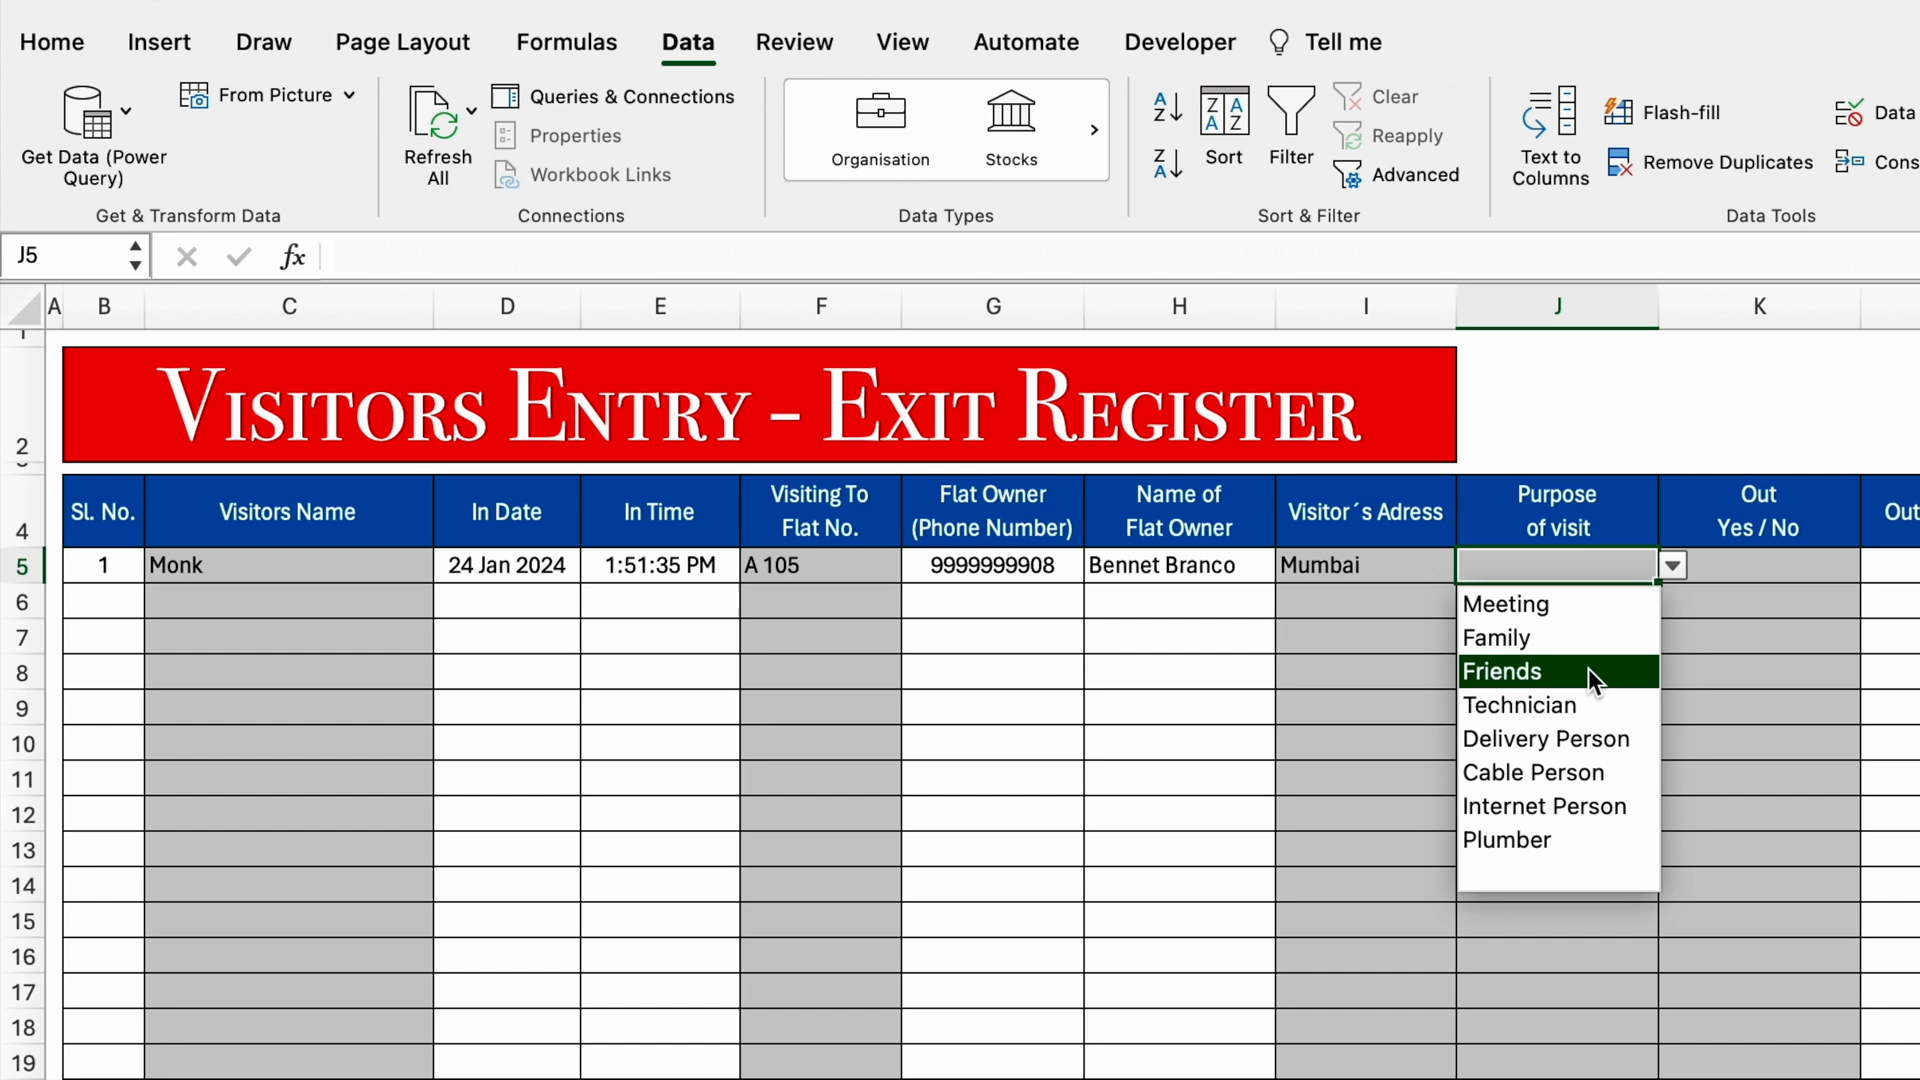 Home Insert Draw Page Layout Formulas Data Review View Automate Developer Tell me
Get Data (Power
Query)
From Picture
Get & Transform Data
Refresh
All
Queries & Connections
Properties
Workbook Links
Connections
Organisation Stocks
Data Types
A
Z
Z
A
Z A
A Z
Sort
Filter
Clear
Reapply
Advanced
Sort & Filter
Text to
Columns
Flash-fill
Remove Duplicates
Data
Cons
Data Tools
J5 fx
A B C D E F G H I J K
1
2
Visitors Entry - Exit Register
4
Sl. No.
Visitors Name
In Date
In Time
Visiting To
Flat No.
Flat Owner
(Phone Number)
Name of
Flat Owner
Visitor´s Adress
Purpose
of visit
Out
Yes / No
Out
5 1 Monk 24 Jan 2024 1:51:35 PM A 105 9999999908 Bennet Branco Mumbai
Meeting
Family
Friends
Technician
Delivery Person
Cable Person
Internet Person
Plumber
6
7
8
9
10
11
12
13
14
15
16
17
18
19